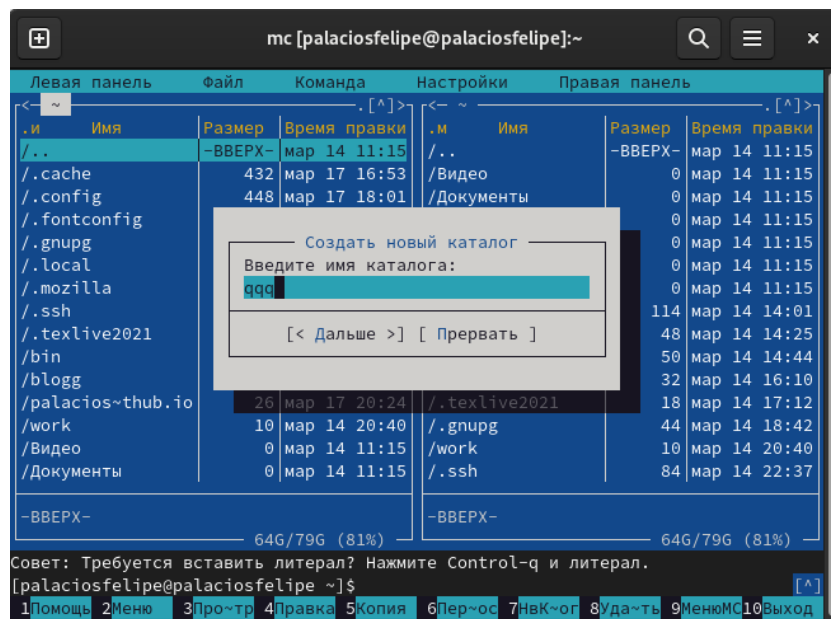 mc [palaciosfelipe@palaciosfelipe]:~
Левая панель Файл Команда Настройки Правая панель
<— ~ .[^]> <— ~ .[^]>
.и Имя Размер Время правки .м Имя Размер Время правки
/.. -ВВЕРХ- мар 14 11:15 /.. -ВВЕРХ- мар 14 11:15
/.cache 432 мар 17 16:53 /Видео 0 мар 14 11:15
/.config 448 мар 17 18:01 /Документы 0 мар 14 11:15
/.fontconfig 0 мар 14 11:15
/.gnupg Создать новый каталог 0 мар 14 11:15
/.local Введите имя каталога: 0 мар 14 11:15
/.mozilla qqq 0 мар 14 11:15
/.ssh 114 мар 14 14:01
/.texlive2021 [< Дальше >] [ Прервать ] 48 мар 14 14:25
/bin 50 мар 14 14:44
/blogg 32 мар 14 16:10
/palacios~thub.io 26 мар 17 20:24 /.texlive2021 18 мар 14 17:12
/work 10 мар 14 20:40 /.gnupg 44 мар 14 18:42
/Видео 0 мар 14 11:15 /work 10 мар 14 20:40
/Документы 0 мар 14 11:15 /.ssh 84 мар 14 22:37
-ВВЕРХ- -ВВЕРХ-
64G/79G (81%) 64G/79G (81%)
Совет: Требуется вставить литерал? Нажмите Control-q и литерал.
[palaciosfelipe@palaciosfelipe ~]$ [^]
1Помощь 2Меню 3Про~тр 4Правка 5Копия 6Пер~ос 7НвК~ог 8Уда~ть 9МенюMC10Выход